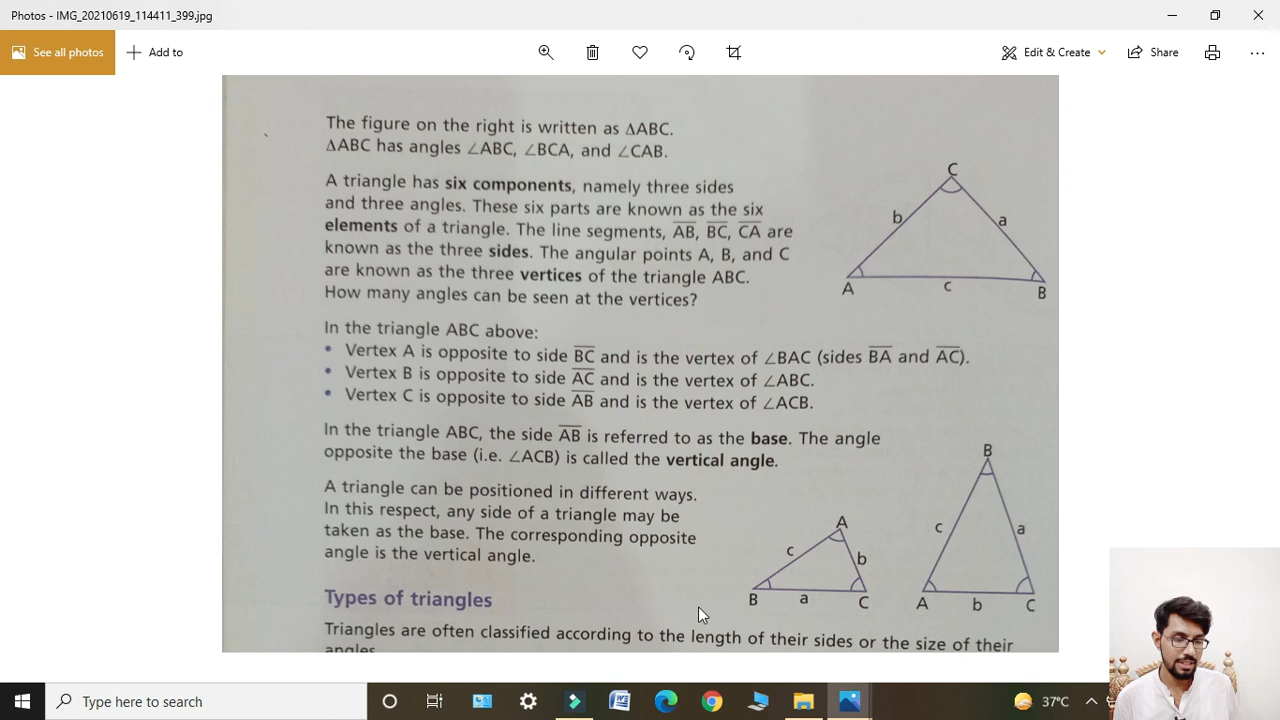 Photos - IMG_20210619_114411_399.jpg
See all photos
Add to
Edit & Create
Share
The figure on the right is written as ΔABC.
ΔABC has angles ∠ABC, ∠BCA, and ∠CAB.
A triangle has six components, namely three sides
and three angles. These six parts are known as the six
elements of a triangle. The line segments, A̅B̅, B̅C̅, C̅A̅ are
known as the three sides. The angular points A, B, and C
are known as the three vertices of the triangle ABC.
How many angles can be seen at the vertices?
C
b
a
A
c
B
In the triangle ABC above:
• Vertex A is opposite to side B̅C̅ and is the vertex of ∠BAC (sides B̅A̅ and A̅C̅).
• Vertex B is opposite to side A̅C̅ and is the vertex of ∠ABC.
• Vertex C is opposite to side A̅B̅ and is the vertex of ∠ACB.
In the triangle ABC, the side A̅B̅ is referred to as the base. The angle
opposite the base (i.e. ∠ACB) is called the vertical angle.
A triangle can be positioned in different ways.
In this respect, any side of a triangle may be
taken as the base. The corresponding opposite
angle is the vertical angle.
A
c
b
B
a
C
B
c
a
A
b
C
Types of triangles
Triangles are often classified according to the length of their sides or the size of their
angles
Type here to search
37°C